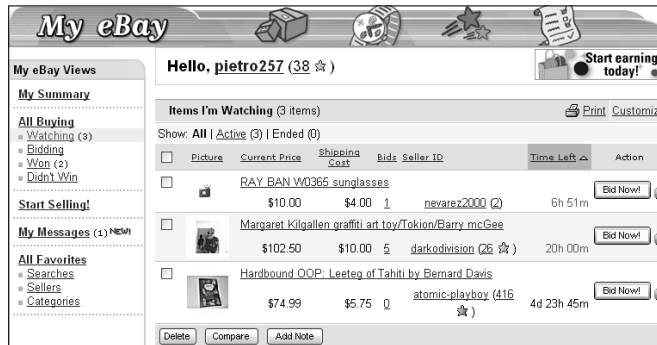 My eBay
Start earning
today!
My eBay Views
Hello, pietro257 (38 )
My Summary
All Buying
Watching (3)
Bidding
Won (2)
Didn't Win
Start Selling!
My Messages (1) NEW!
All Favorites
Searches
Sellers
Categories
Items I'm Watching (3 items)
Print Customiz
Show: All | Active (3) | Ended (0)
Picture Current Price Shipping Cost Bids Seller ID Time Left Action
RAY BAN W0365 sunglasses
$10.00 $4.00 1 nevarez2000 (2) 6h 51m Bid Now!
Margaret Kilgallen graffiti art toy/Tokion/Barry mcGee
$102.50 $10.00 5 darkodivision (26 ) 20h 00m Bid Now!
Hardbound OOP: Leeteg of Tahiti by Bernard Davis
$74.99 $5.75 0 atomic-playboy (416 ) 4d 23h 45m Bid Now!
Delete Compare Add Note